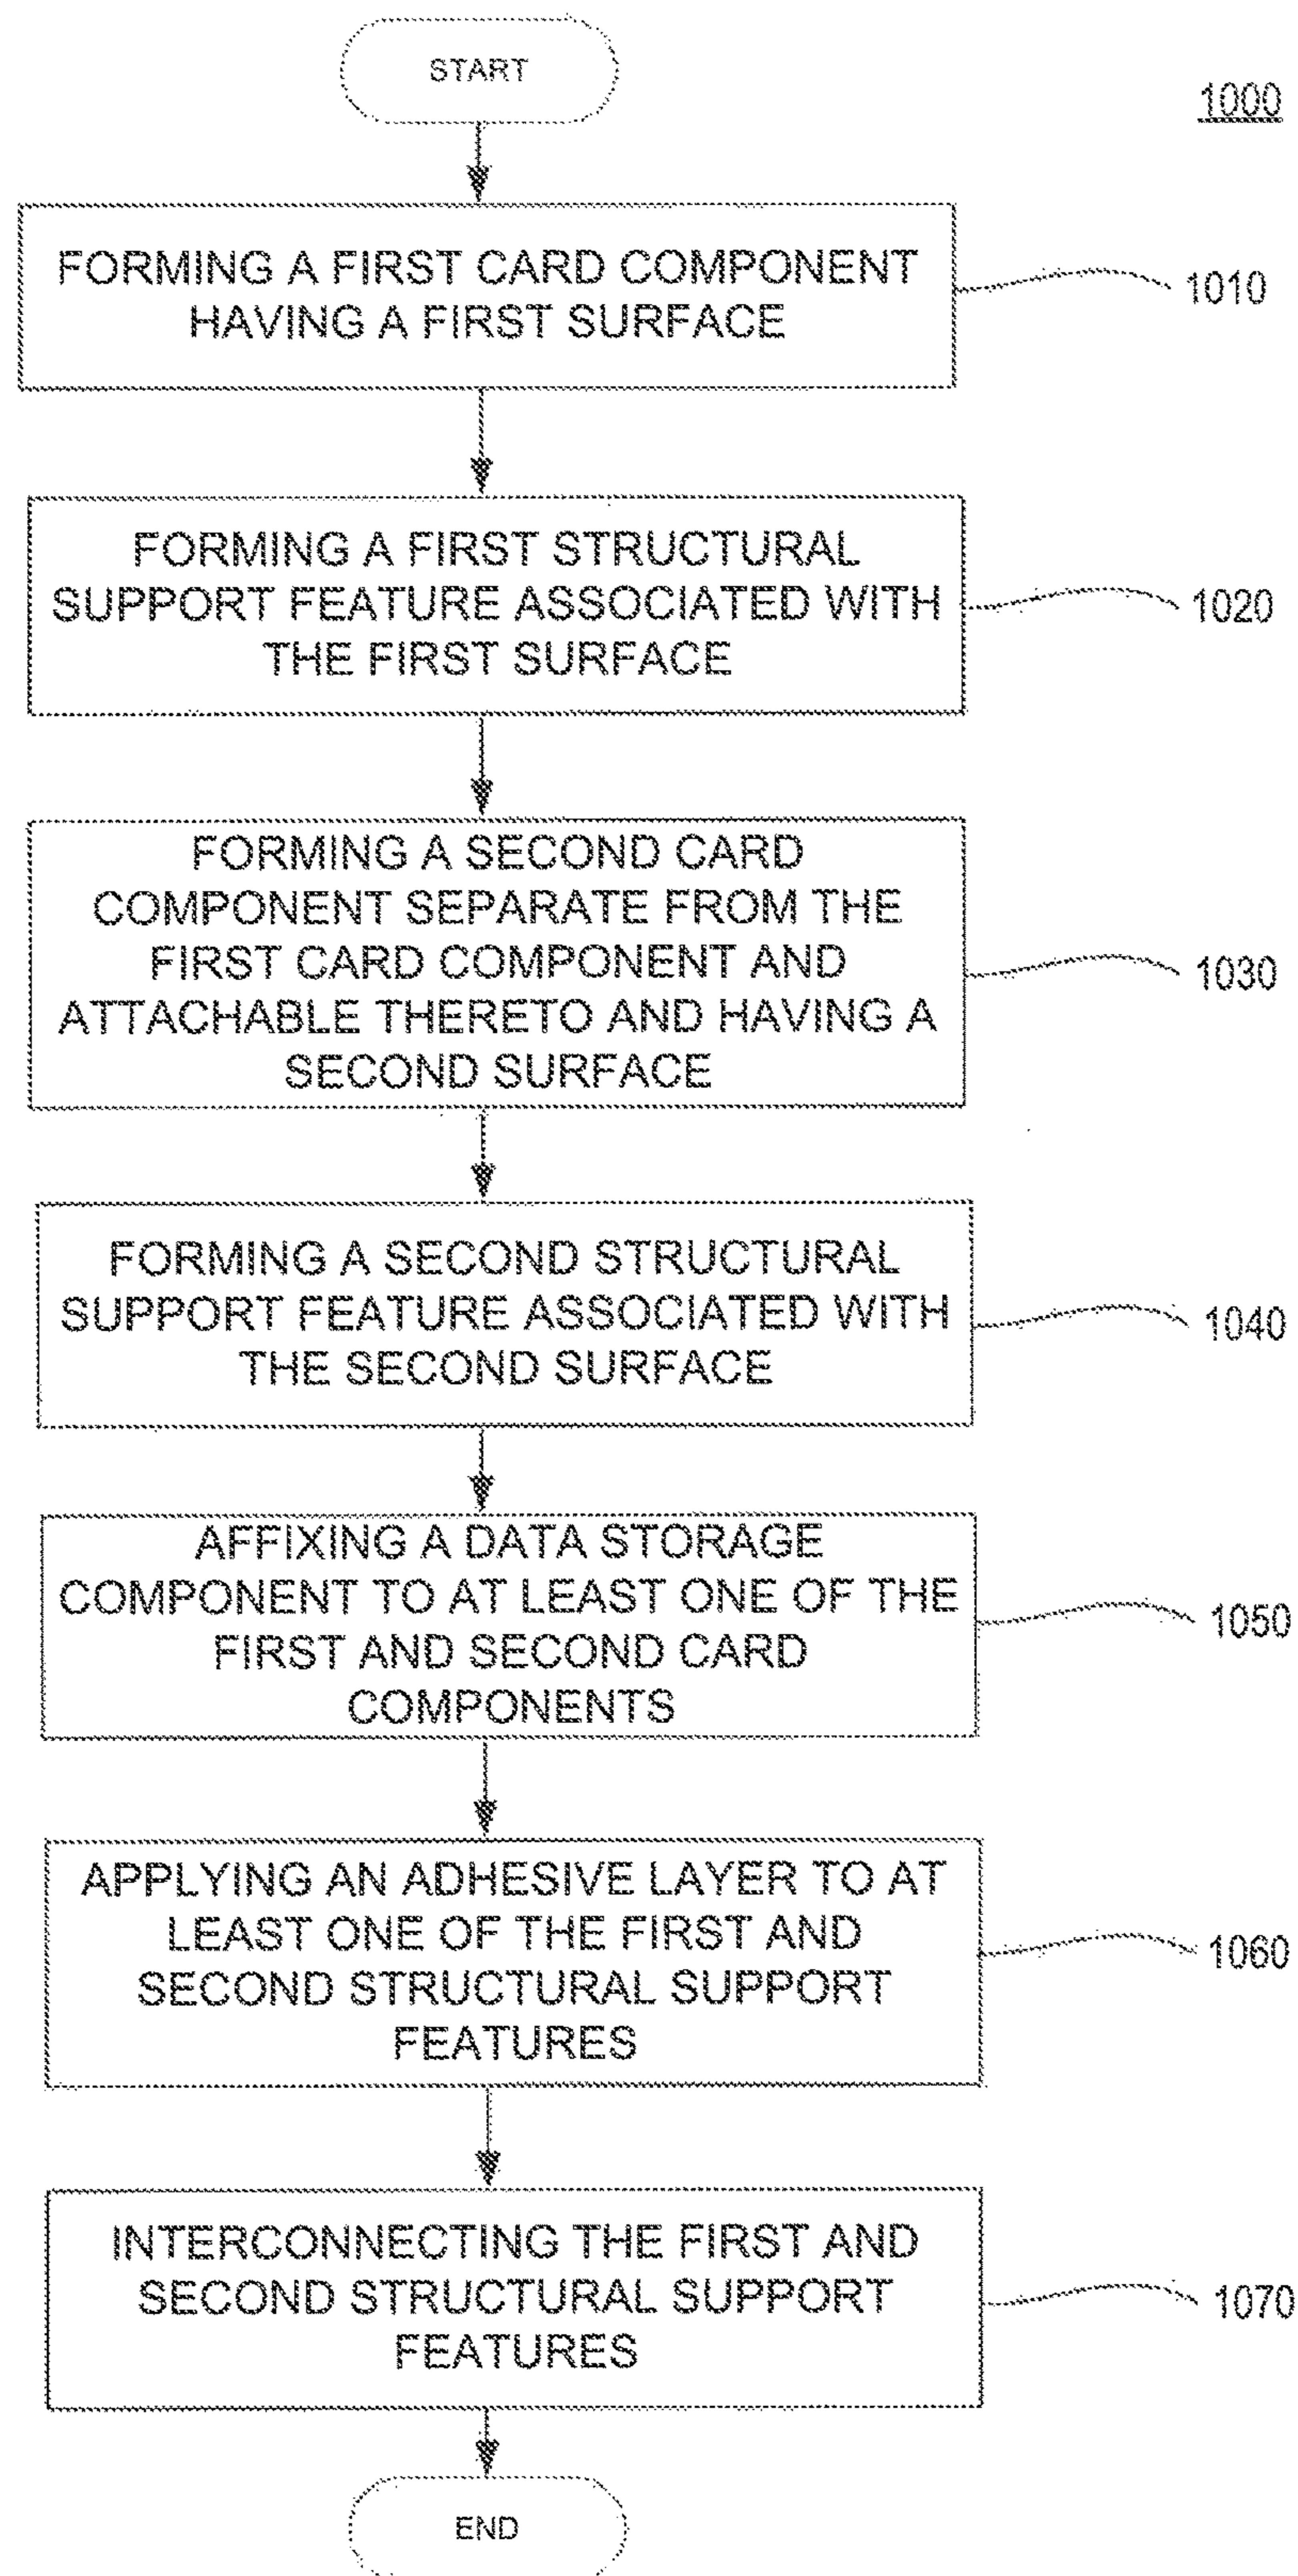 START
1000
FORMING A FIRST CARD COMPONENT
HAVING A FIRST SURFACE
1010
FORMING A FIRST STRUCTURAL
SUPPORT FEATURE ASSOCIATED WITH
THE FIRST SURFACE
1020
FORMING A SECOND CARD
COMPONENT SEPARATE FROM THE
FIRST CARD COMPONENT AND
ATTACHABLE THERETO AND HAVING A
SECOND SURFACE
1030
FORMING A SECOND STRUCTURAL
SUPPORT FEATURE ASSOCIATED WITH
THE SECOND SURFACE
1040
AFFIXING A DATA STORAGE
COMPONENT TO AT LEAST ONE OF THE
FIRST AND SECOND CARD
COMPONENTS
1050
APPLYING AN ADHESIVE LAYER TO AT
LEAST ONE OF THE FIRST AND
SECOND STRUCTURAL SUPPORT
FEATURES
1060
INTERCONNECTING THE FIRST AND
SECOND STRUCTURAL SUPPORT
FEATURES
1070
END